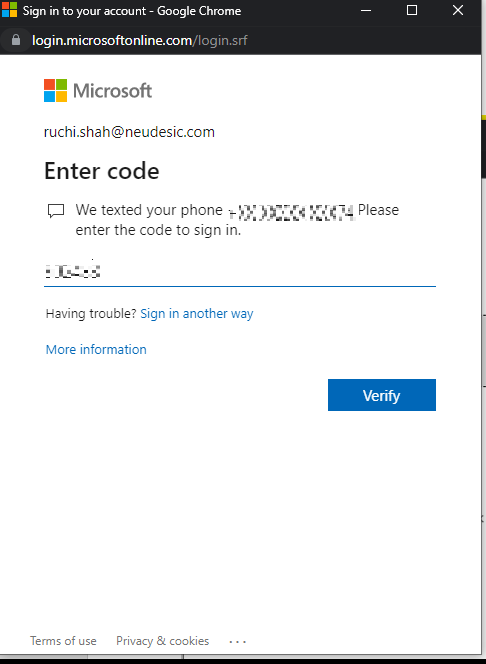 Sign in to your account - Google Chrome
login.microsoftonline.com/login.srf
Microsoft
ruchi.shah@neudesic.com
Enter code
We texted your phone Please
enter the code to sign in.
Having trouble? Sign in another way
More information
Verify
Terms of use Privacy & cookies ...